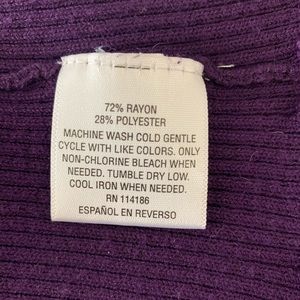 72% RAYON
28% POLYESTER
MACHINE WASH COLD GENTLE
CYCLE WITH LIKE COLORS. ONLY
NON-CHLORINE BLEACH WHEN
NEEDED. TUMBLE DRY LOW.
COOL IRON WHEN NEEDED.
RN 114186
ESPAÑOL EN REVERSO